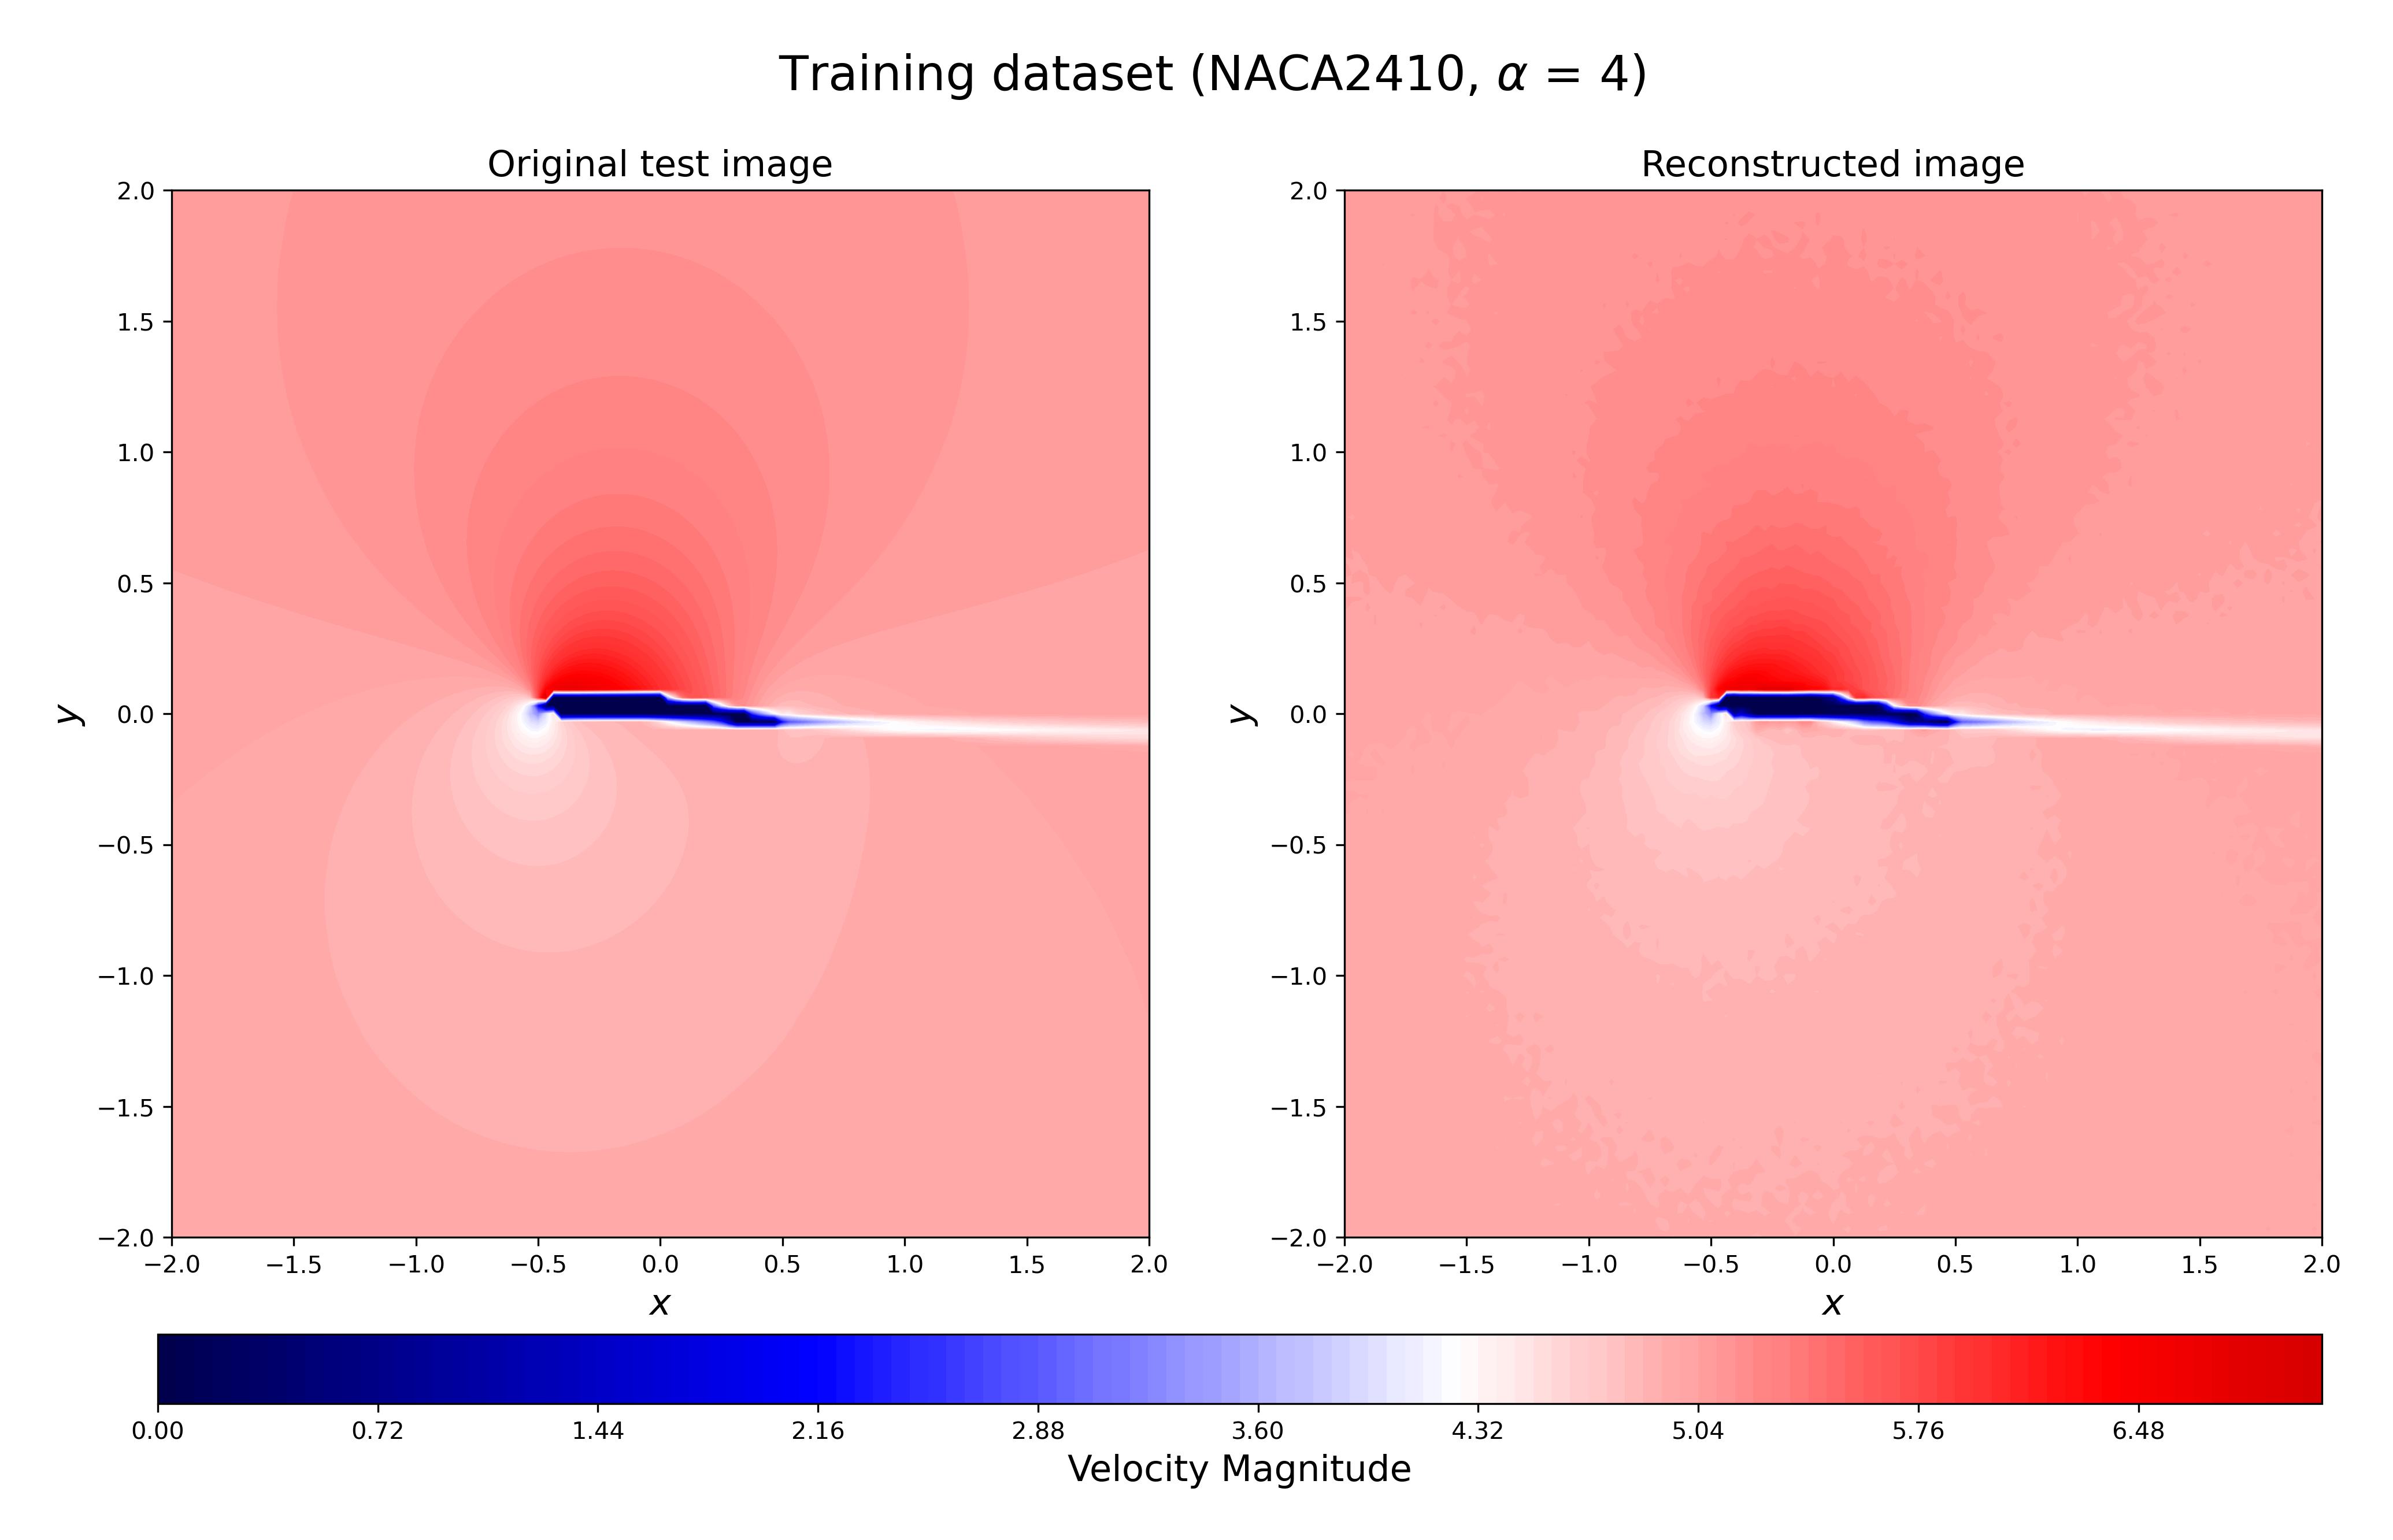 Training dataset (NACA2410, α = 4)
Original test image
Reconstructed image
2.0
1.5
1.0
0.5
0.0
−0.5
−1.0
−1.5
−2.0
y
−2.0 −1.5 −1.0 −0.5 0.0 0.5 1.0 1.5 2.0
x
2.0
1.5
1.0
0.5
0.0
−0.5
−1.0
−1.5
−2.0
y
−2.0 −1.5 −1.0 −0.5 0.0 0.5 1.0 1.5 2.0
x
0.00 0.72 1.44 2.16 2.88 3.60 4.32 5.04 5.76 6.48
Velocity Magnitude